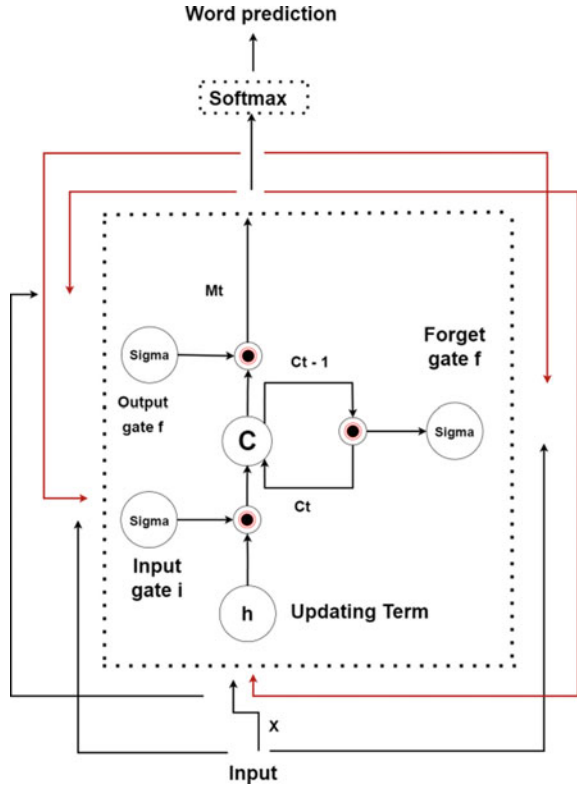 Word prediction
Softmax
Mt
Sigma
Output
gate f
Ct - 1
Forget
gate f
C
Sigma
Ct
Sigma
Input
gate i
h
Updating Term
X
Input